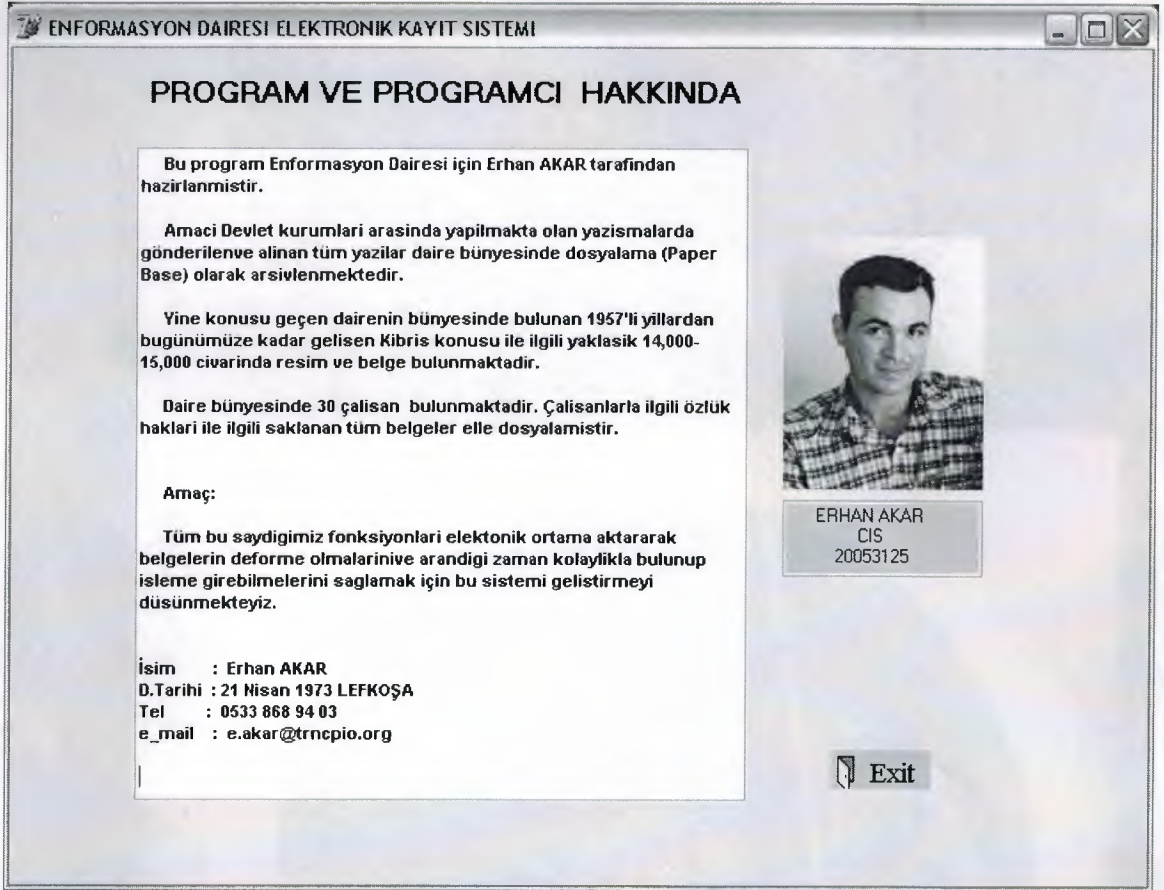 ENFORMASYON DAIRESI ELEKTRONIK KAYIT SISTEMI
PROGRAM VE PROGRAMCI HAKKINDA
Bu program Enformasyon Dairesi için Erhan AKAR tarafindan
hazirlanmistir.
Amaci Devlet kurumlari arasinda yapilmakta olan yazismalarda
gönderilenve alinan tüm yazilar daire bünyesinde dosyalama (Paper
Base) olarak arsivlenmektedir.
Yine konusu geçen dairenin bünyesinde bulunan 1957'li yillardan
bugünümüze kadar gelisen Kibris konusu ile ilgili yaklasik 14,000-
15,000 civarinda resim ve belge bulunmaktadir.
Daire bünyesinde 30 çalisan bulunmaktadir. Çalisanlarla ilgili özlük
haklari ile ilgili saklanan tüm belgeler elle dosyalamistir.
Amaç:
Tüm bu saydigimiz fonksiyonlari elektonik ortama aktararak
belgelerin deforme olmalarinive arandigi zaman kolaylikla bulunup
isleme girebilmelerini saglamak için bu sistemi gelistirmeyi
düsünmekteyiz.
İsim : Erhan AKAR
D.Tarihi : 21 Nisan 1973 LEFKOŞA
Tel : 0533 868 94 03
e_mail : e.akar@trncpio.org
ERHAN AKAR
CIS
20053125
Exit